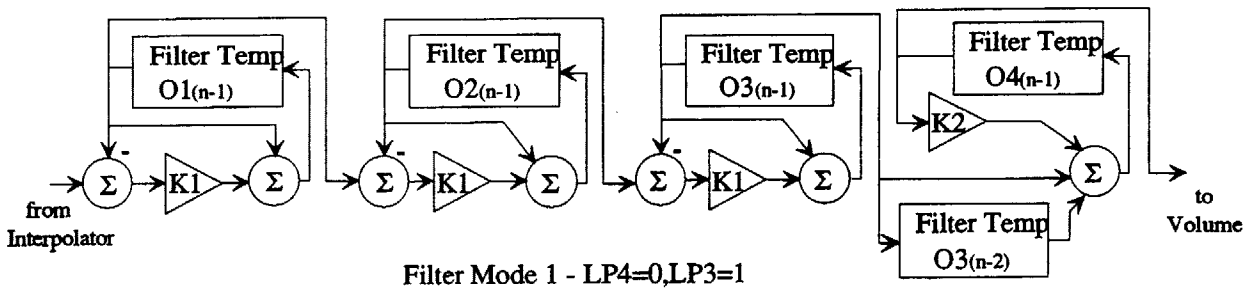 Filter Temp
O1(n-1)
Filter Temp
O2(n-1)
Filter Temp
O3(n-1)
Filter Temp
O4(n-1)
K2
-
Σ
K1
Σ
-
Σ
K1
Σ
-
Σ
K1
Σ
Σ
from
Interpolator
to
Volume
Filter Temp
O3(n-2)
Filter Mode 1 - LP4=0,LP3=1